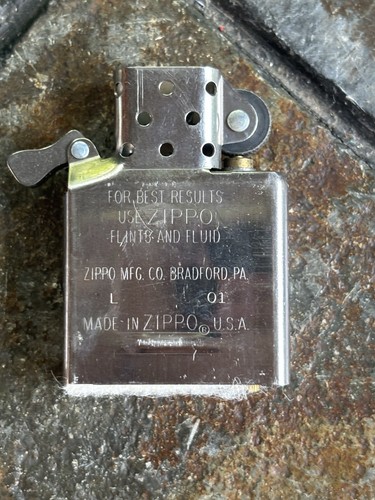 FOR BEST RESULTS
USE ZIPPO
FLINTS AND FLUID
ZIPPO MFG. CO. BRADFORD, PA.
L 01
MADE IN ZIPPO® U.S.A.